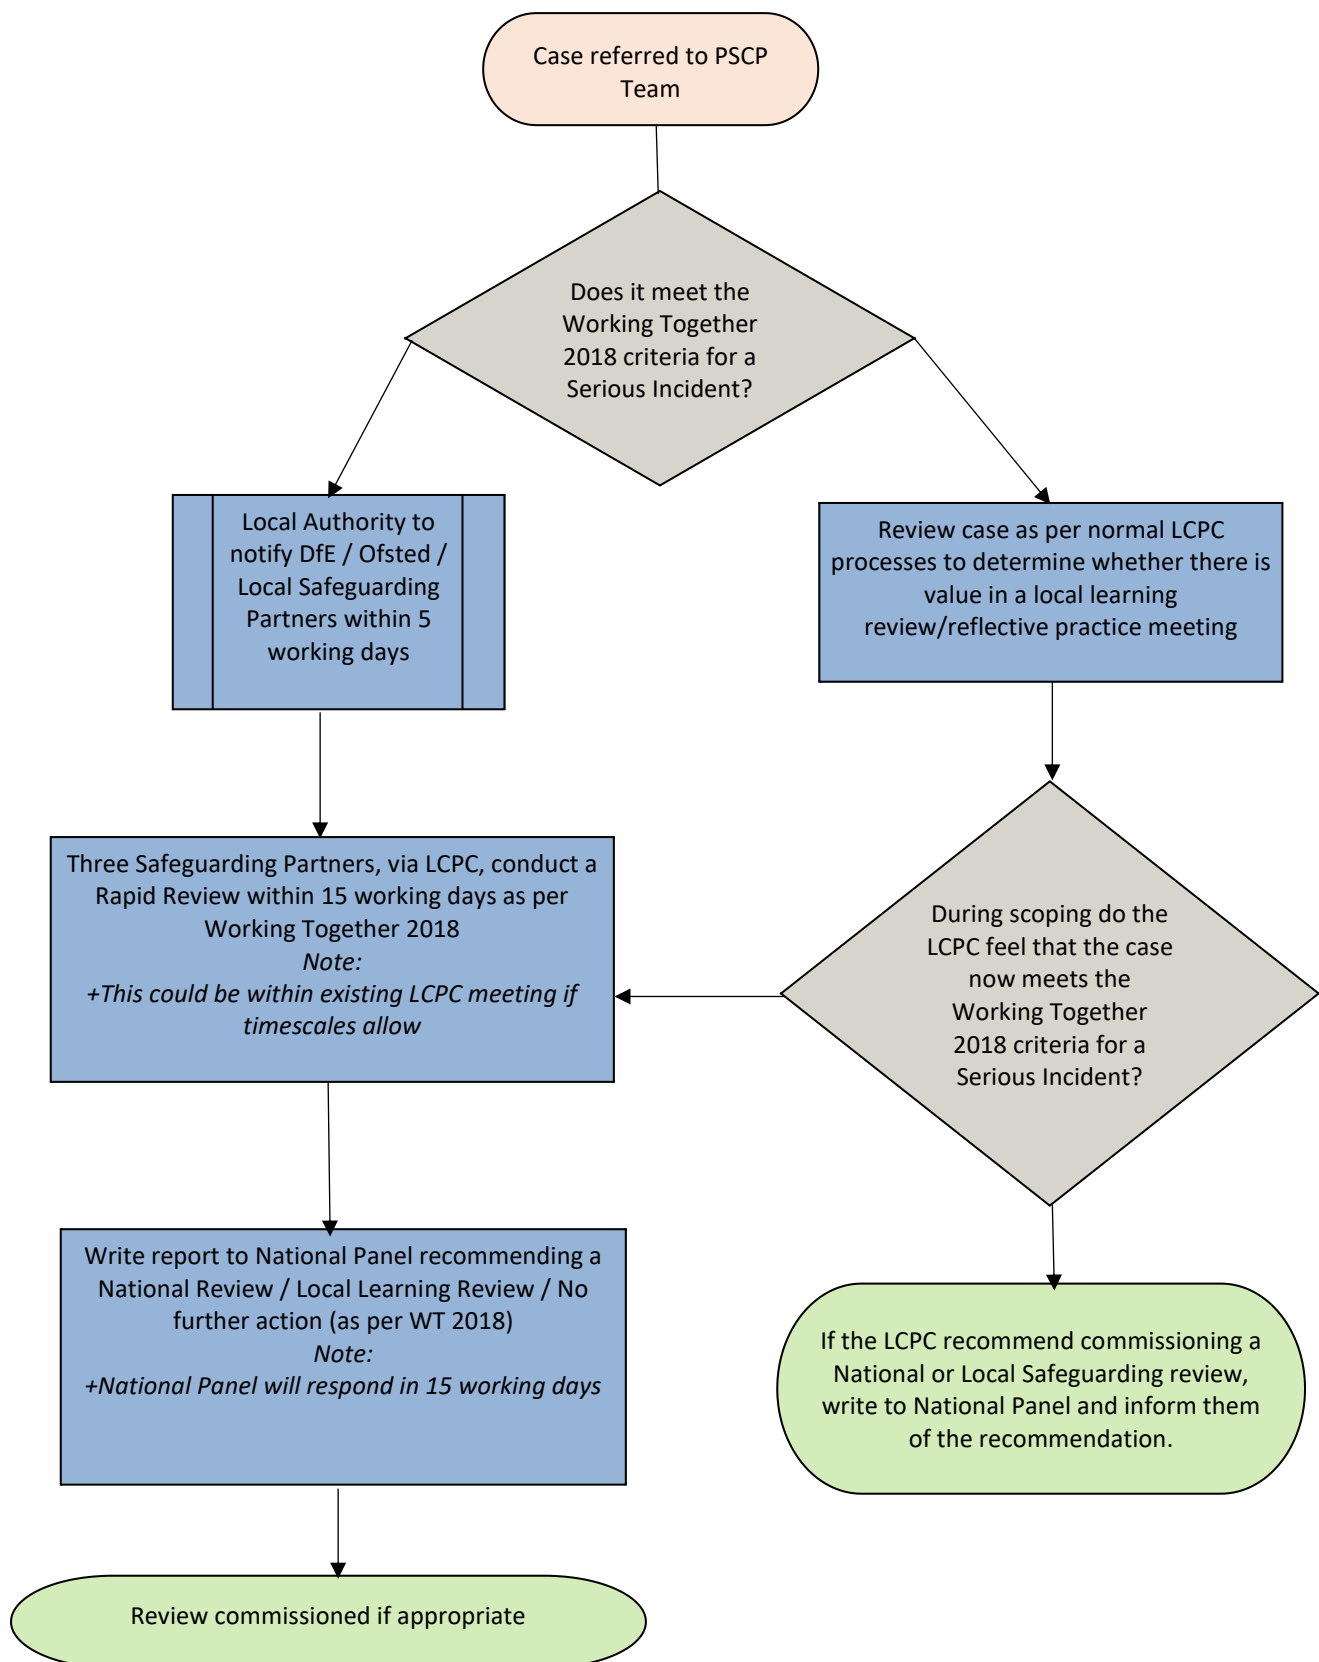 Case referred to PSCP
Team
Does it meet the
Working Together
2018 criteria for a
Serious Incident?
Local Authority to
notify DfE / Ofsted /
Local Safeguarding
Partners within 5
working days
Review case as per normal LCPC
processes to determine whether there is
value in a local learning
review/reflective practice meeting
Three Safeguarding Partners, via LCPC, conduct a
Rapid Review within 15 working days as per
Working Together 2018
Note:
+This could be within existing LCPC meeting if
timescales allow
During scoping do the
LCPC feel that the case
now meets the
Working Together
2018 criteria for a
Serious Incident?
Write report to National Panel recommending a
National Review / Local Learning Review / No
further action (as per WT 2018)
Note:
+National Panel will respond in 15 working days
If the LCPC recommend commissioning a
National or Local Safeguarding review,
write to National Panel and inform them
of the recommendation.
Review commissioned if appropriate